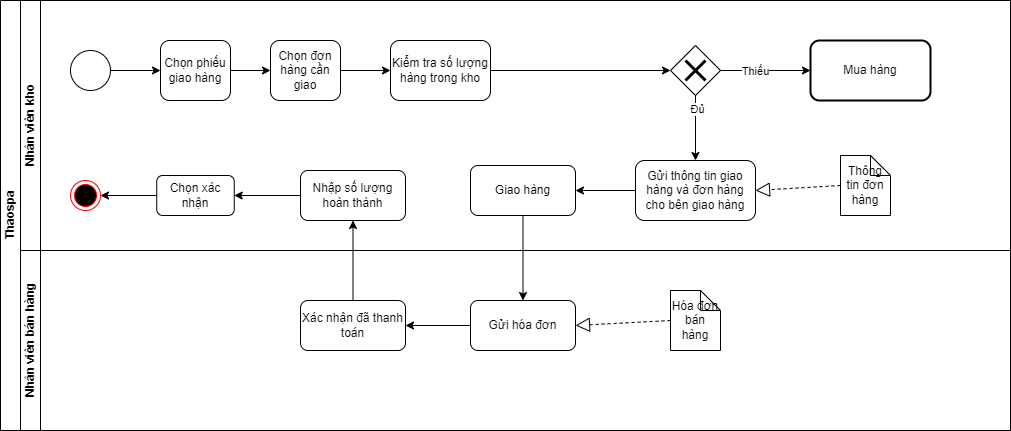 Thaospa
Nhân viên kho
Chọn phiếu
giao hàng
Chọn đơn
hàng cần
giao
Kiểm tra số lượng
hàng trong kho
Thiếu
Mua hàng
Đủ
Gửi thông tin giao
hàng và đơn hàng
cho bên giao hàng
Thông
tin đơn
hàng
Giao hàng
Nhập số lượng
hoàn thành
Chọn xác
nhận
Nhân viên bán hàng
Xác nhận đã thanh
toán
Gửi hóa đơn
Hóa đơn
bán
hàng